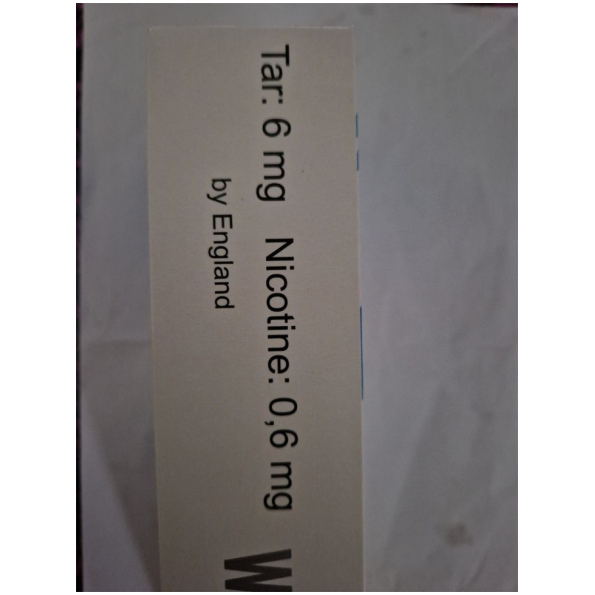 Tar: 6 mg Nicotine: 0,6 mg
by England
W